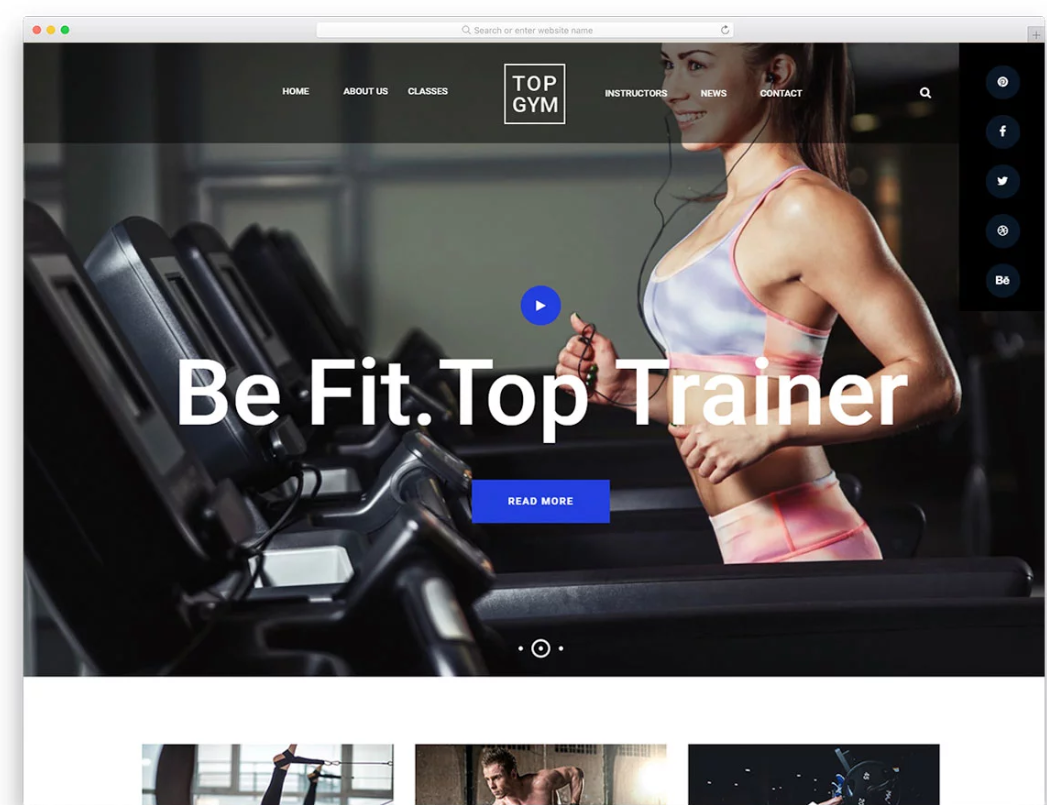 Search or enter website name
HOME ABOUT US CLASSES
TOP
GYM
INSTRUCTORS NEWS CONTACT
Bē
Be Fit.Top Trainer
READ MORE